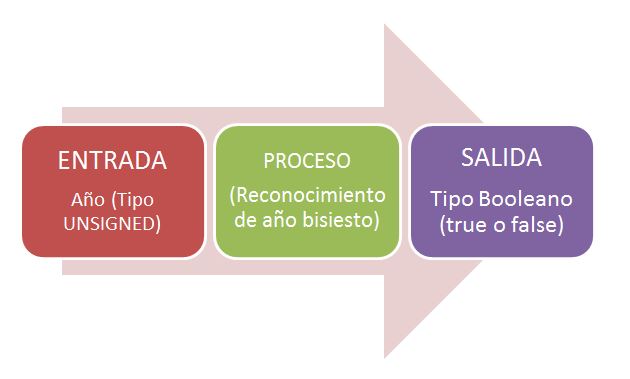 ENTRADA
Año (Tipo
UNSIGNED)
PROCESO
(Reconocimiento
de año bisiesto)
SALIDA
Tipo Booleano
(true o false)